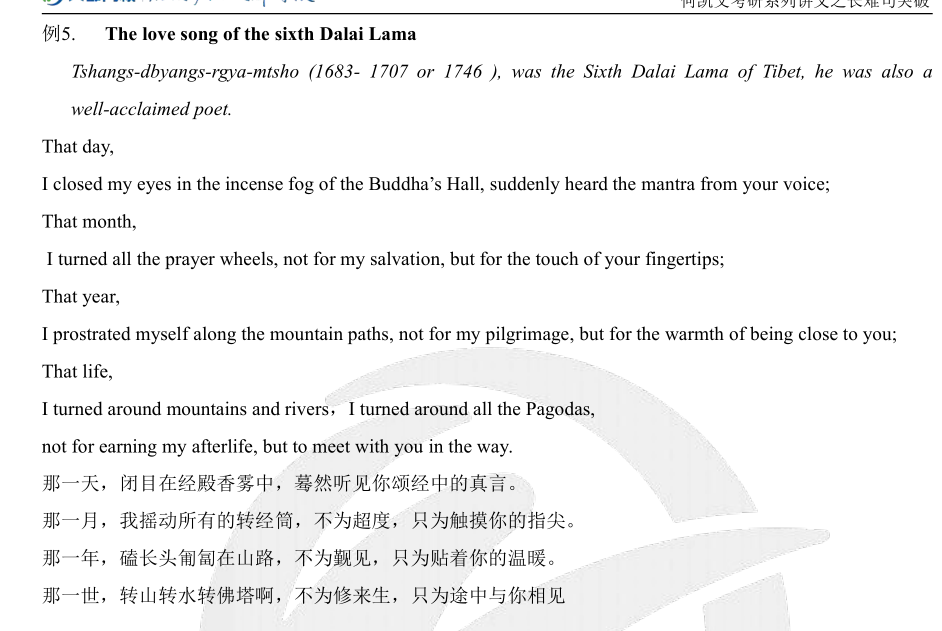 何凯文考研系列讲义之长难句突破
例5. The love song of the sixth Dalai Lama
Tshangs-dbyangs-rgya-mtsho (1683- 1707 or 1746 ), was the Sixth Dalai Lama of Tibet, he was also a
well-acclaimed poet.
That day,
I closed my eyes in the incense fog of the Buddha’s Hall, suddenly heard the mantra from your voice;
That month,
I turned all the prayer wheels, not for my salvation, but for the touch of your fingertips;
That year,
I prostrated myself along the mountain paths, not for my pilgrimage, but for the warmth of being close to you;
That life,
I turned around mountains and rivers，I turned around all the Pagodas,
not for earning my afterlife, but to meet with you in the way.
那一天，闭目在经殿香雾中，蓦然听见你颂经中的真言。
那一月，我摇动所有的转经筒，不为超度，只为触摸你的指尖。
那一年，磕长头匍匐在山路，不为觐见，只为贴着你的温暖。
那一世，转山转水转佛塔啊，不为修来生，只为途中与你相见